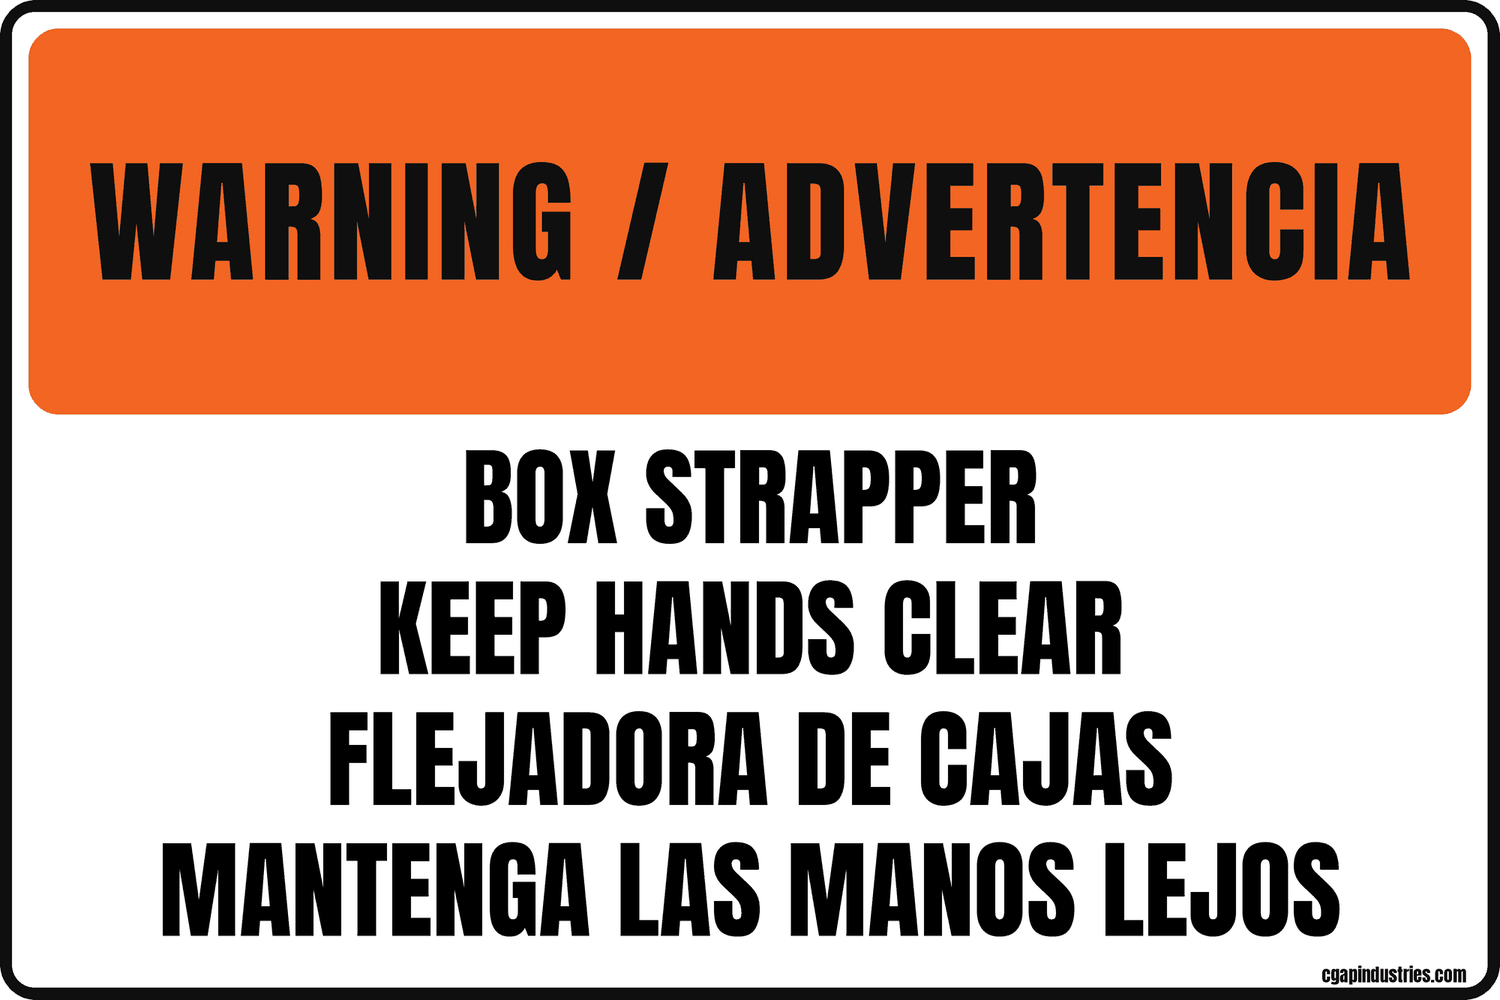 WARNING / ADVERTENCIA
BOX STRAPPER
KEEP HANDS CLEAR
FLEJADORA DE CAJAS
MANTENGA LAS MANOS LEJOS
cgapindustries.com